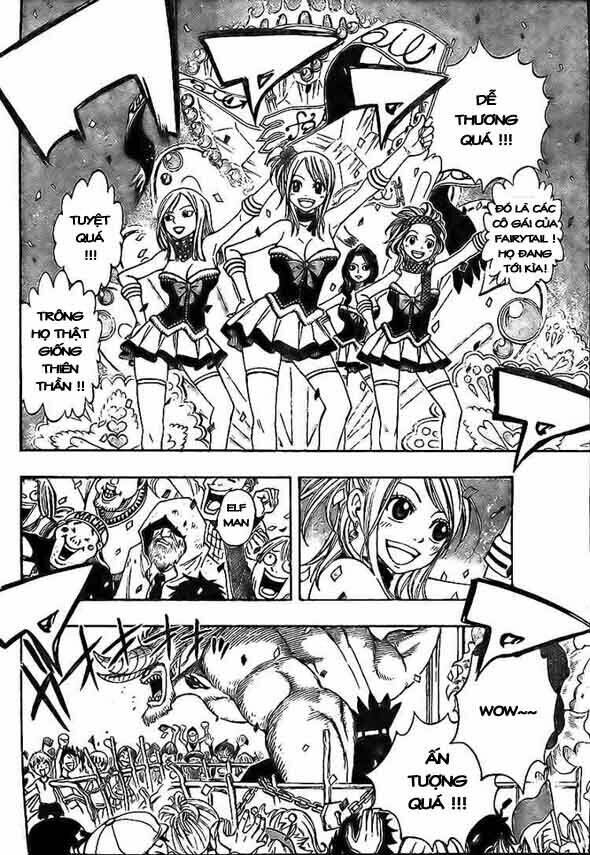 DỄ
THƯƠNG
QUÁ !!!
ĐÓ LÀ CÁC
CÔ GÁI CỦA
FAIRYTAIL !
HỌ ĐANG
TỚI KÌA!
TUYỆT
QUÁ
!!!
TRÔNG
HỌ THẬT
GIỐNG
THIÊN
THẦN !!
ELF
MAN
WOW~~
ẤN
TƯỢNG
QUÁ !!!